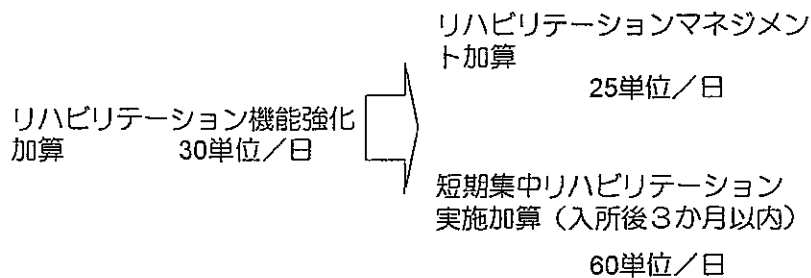 リハビリテーション機能強化
加算 30単位／日
リハビリテーションマネジメン
ト加算
25単位／日
短期集中リハビリテーション
実施加算（入所後３か月以内）
60単位／日